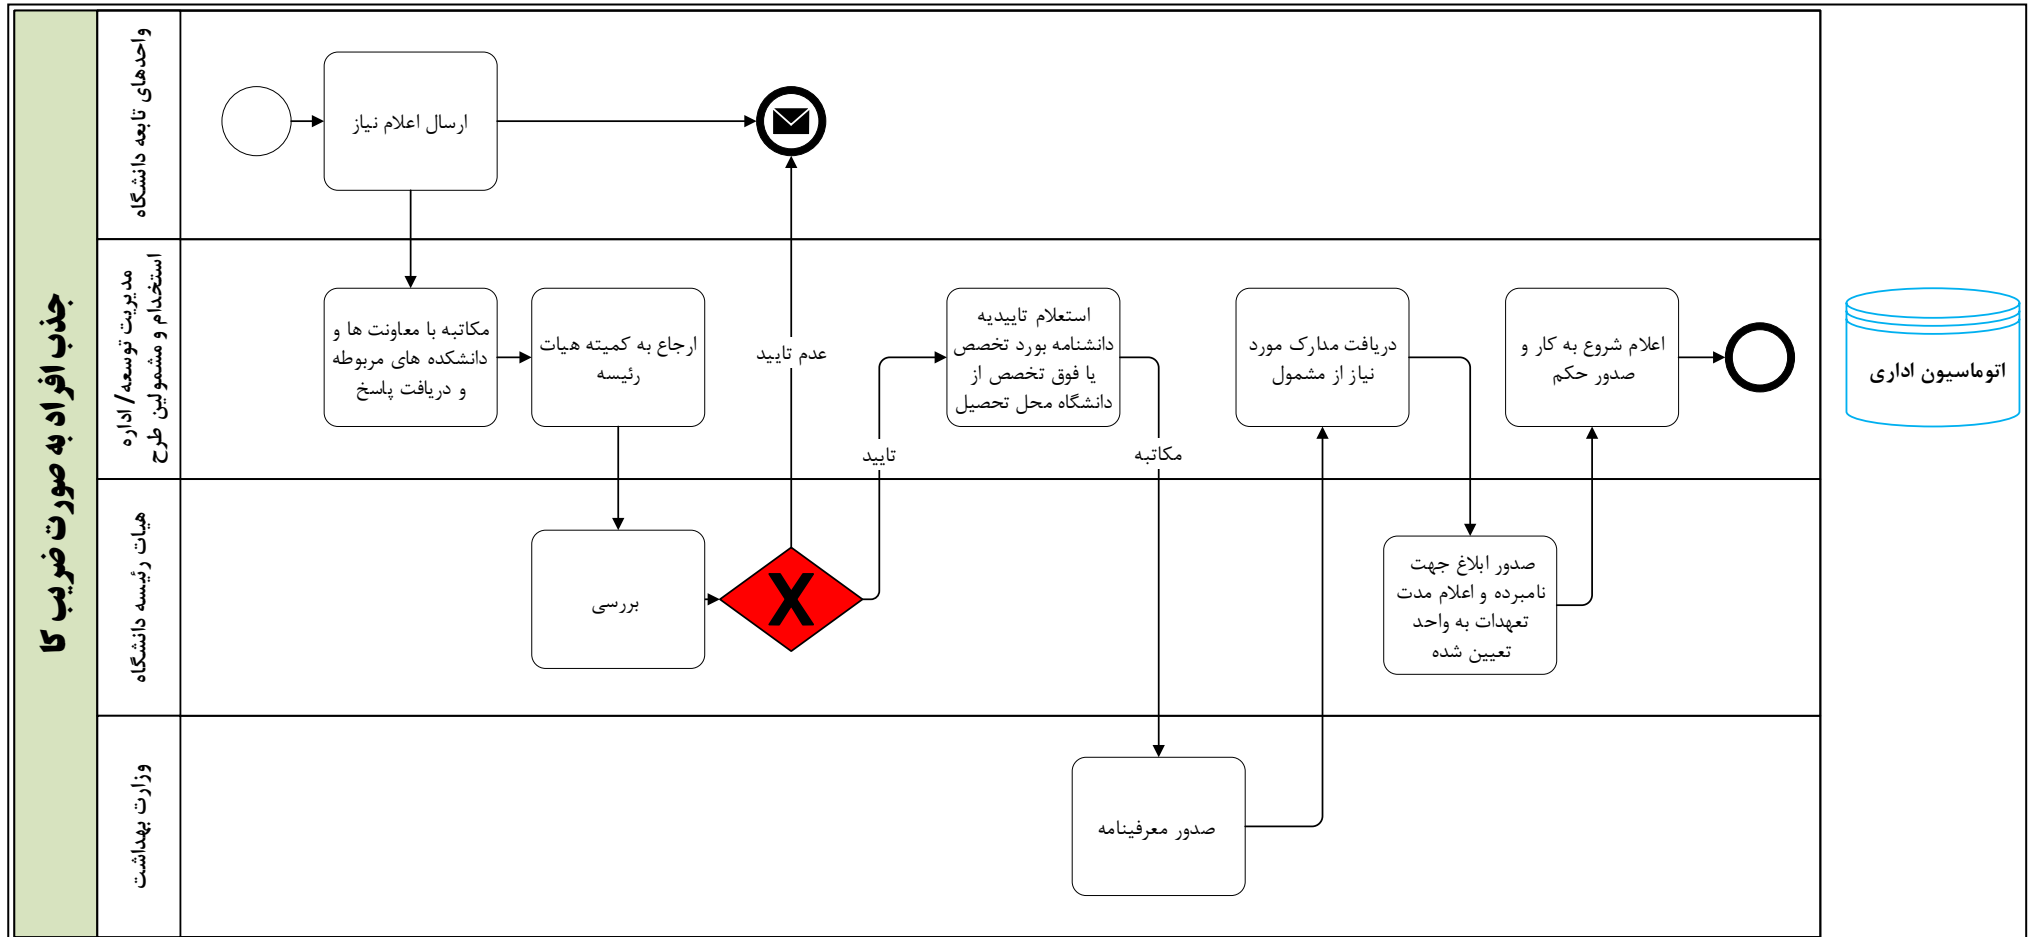 جذب افراد به صورت ضریب کا
واحدهای تابعه دانشگاه
ارسال اعلام نیاز
مدیریت توسعه/ اداره
استخدام و مشمولین طرح
مکاتبه با معاونت ها و
دانشکده های مربوطه
و دریافت پاسخ
ارجاع به کمیته هیات
رئیسه
عدم تایید
تایید
استعلام تاییدیه
دانشنامه بورد تخصص
یا فوق تخصص از
دانشگاه محل تحصیل
مکاتبه
دریافت مدارک مورد
نیاز از مشمول
اعلام شروع به کار و
صدور حکم
اتوماسیون اداری
هیات رئیسه دانشگاه
بررسی
X
صدور ابلاغ جهت
نامبرده و اعلام مدت
تعهدات به واحد
تعیین شده
وزارت بهداشت
صدور معرفینامه